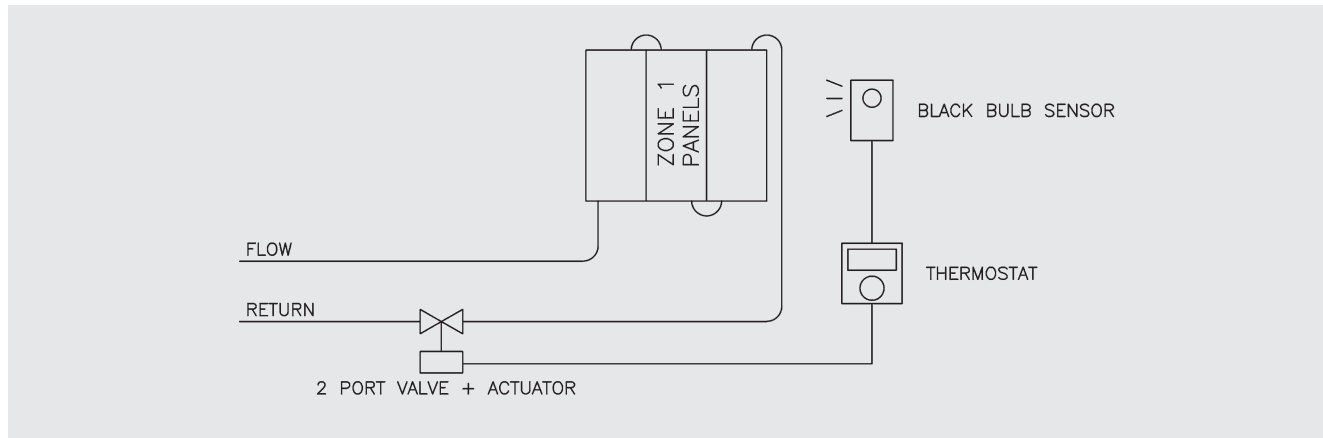 ZONE 1
PANELS
BLACK BULB SENSOR
FLOW
THERMOSTAT
RETURN
2 PORT VALVE + ACTUATOR